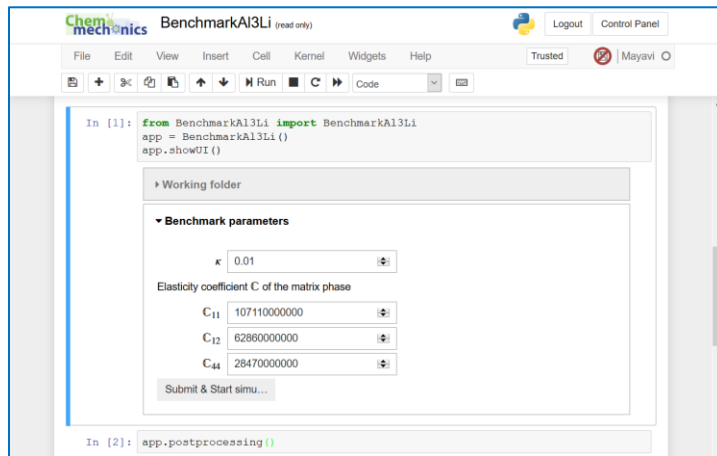 Chemo mechonics BenchmarkAl3Li (read only) Logout Control Panel
File Edit View Insert Cell Kernel Widgets Help Trusted Mayavi
Run Code
In [1]: from BenchmarkAl3Li import BenchmarkAl3Li
app = BenchmarkAl3Li()
app.showUI()
Working folder
Benchmark parameters
κ 0.01
Elasticity coefficient C of the matrix phase
C11 107110000000
C12 62860000000
C44 28470000000
Submit & Start simu...
In [2]: app.postprocessing()